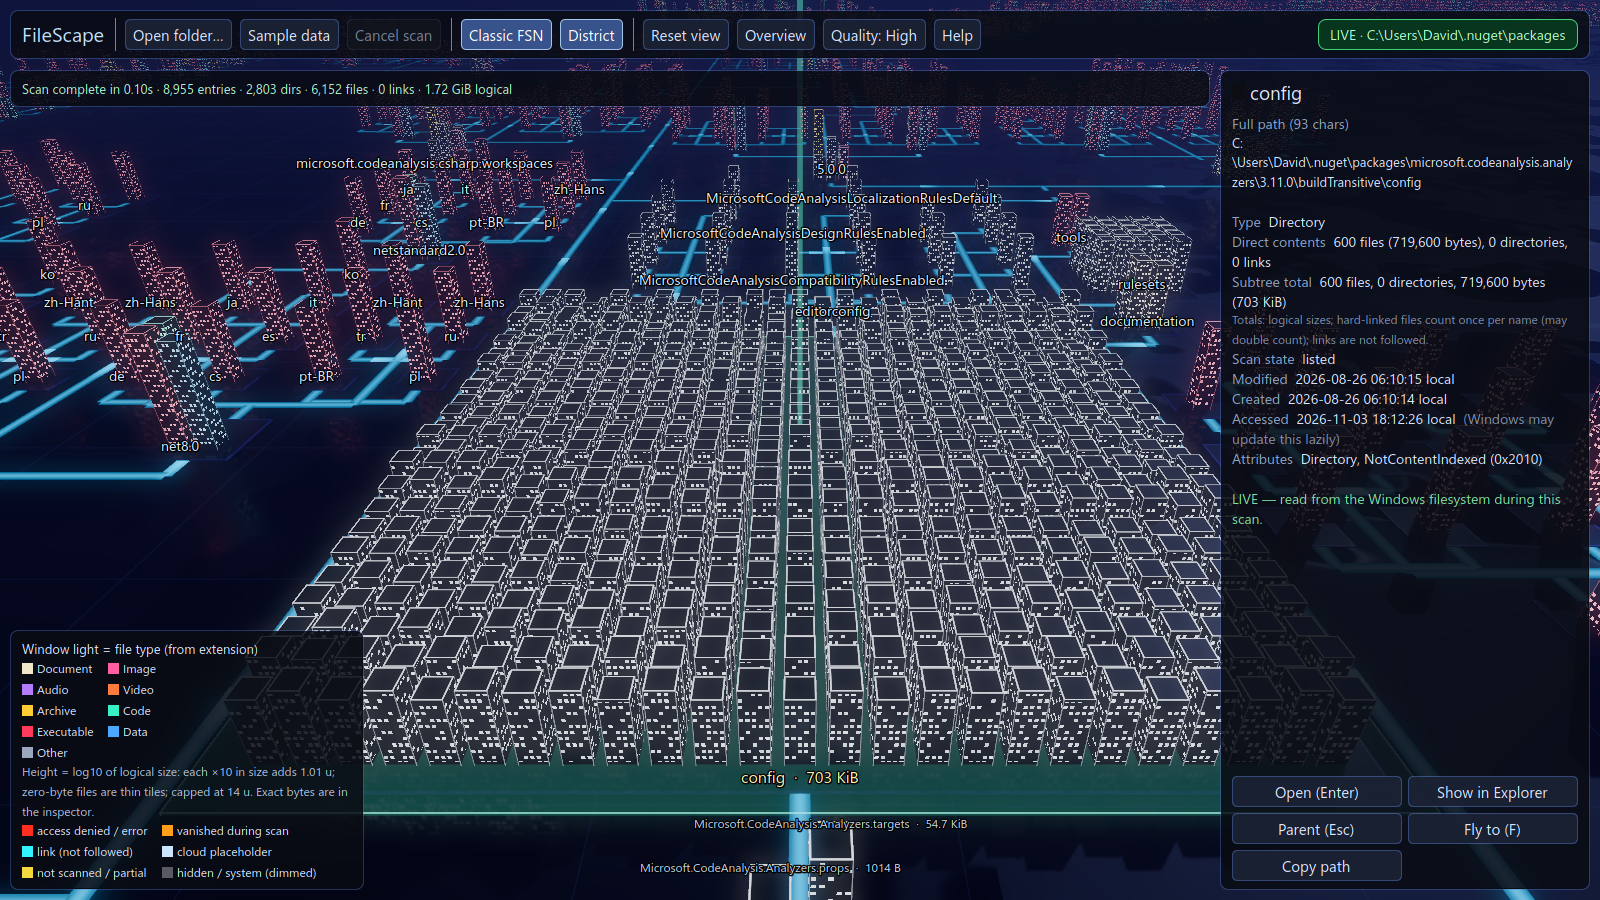 FileScape
Open folder...
Sample data
Cancel scan
Classic FSN
District
Reset view
Overview
Quality: High
Help
LIVE · C:\Users\David\.nuget\packages
Scan complete in 0.10s · 8,955 entries · 2,803 dirs · 6,152 files · 0 links · 1.72 GiB logical
config
Full path (93 chars)
C:
\Users\David\.nuget\packages\microsoft.codeanalysis.analy
zers\3.11.0\buildTransitive\config
Type Directory
Direct contents 600 files (719,600 bytes), 0 directories,
0 links
Subtree total 600 files, 0 directories, 719,600 bytes
(703 KiB)
Totals: logical sizes; hard-linked files count once per name (may
double count); links are not followed.
Scan state listed
Modified 2026-08-26 06:10:15 local
Created 2026-08-26 06:10:14 local
Accessed 2026-11-03 18:12:26 local (Windows may
update this lazily)
Attributes Directory, NotContentIndexed (0x2010)
LIVE — read from the Windows filesystem during this
scan.
Open (Enter)
Show in Explorer
Parent (Esc)
Fly to (F)
Copy path
microsoft.codeanalysis.csharp.workspaces
5.0.0
ja
it
zh-Hans
ru
fr
MicrosoftCodeAnalysisLocalizationRulesDefault
pl
de
cs
pt-BR
pl
MicrosoftCodeAnalysisDesignRulesEnabled
tools
netstandard2.0
ko
ko
MicrosoftCodeAnalysisCompatibilityRulesEnabled
rulesets
zh-Hant
zh-Hans
ja
it
zh-Hant
zh-Hans
editorconfig
documentation
ru
fr
es
tr
ru
pl
de
cs
pt-BR
pl
net8.0
config · 703 KiB
Microsoft.CodeAnalysis.Analyzers.targets · 54.7 KiB
Microsoft.CodeAnalysis.Analyzers.props · 1014 B
Window light = file type (from extension)
Document
Image
Audio
Video
Archive
Code
Executable
Data
Other
Height = log10 of logical size: each ×10 in size adds 1.01 u;
zero-byte files are thin tiles; capped at 14 u. Exact bytes are in
the inspector.
access denied / error
vanished during scan
link (not followed)
cloud placeholder
not scanned / partial
hidden / system (dimmed)